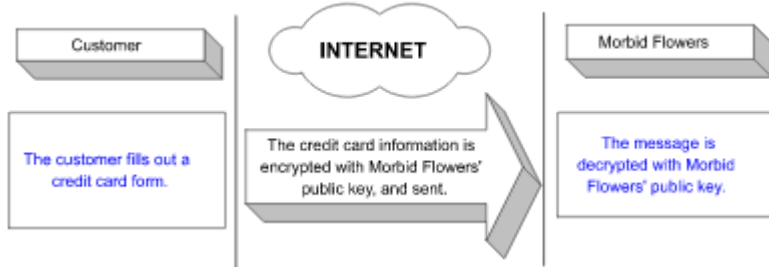 Customer
INTERNET
Morbid Flowers
The customer fills out a
credit card form.
The credit card information is
encrypted with Morbid Flowers'
public key, and sent.
The message is
decrypted with Morbid
Flowers' public key.